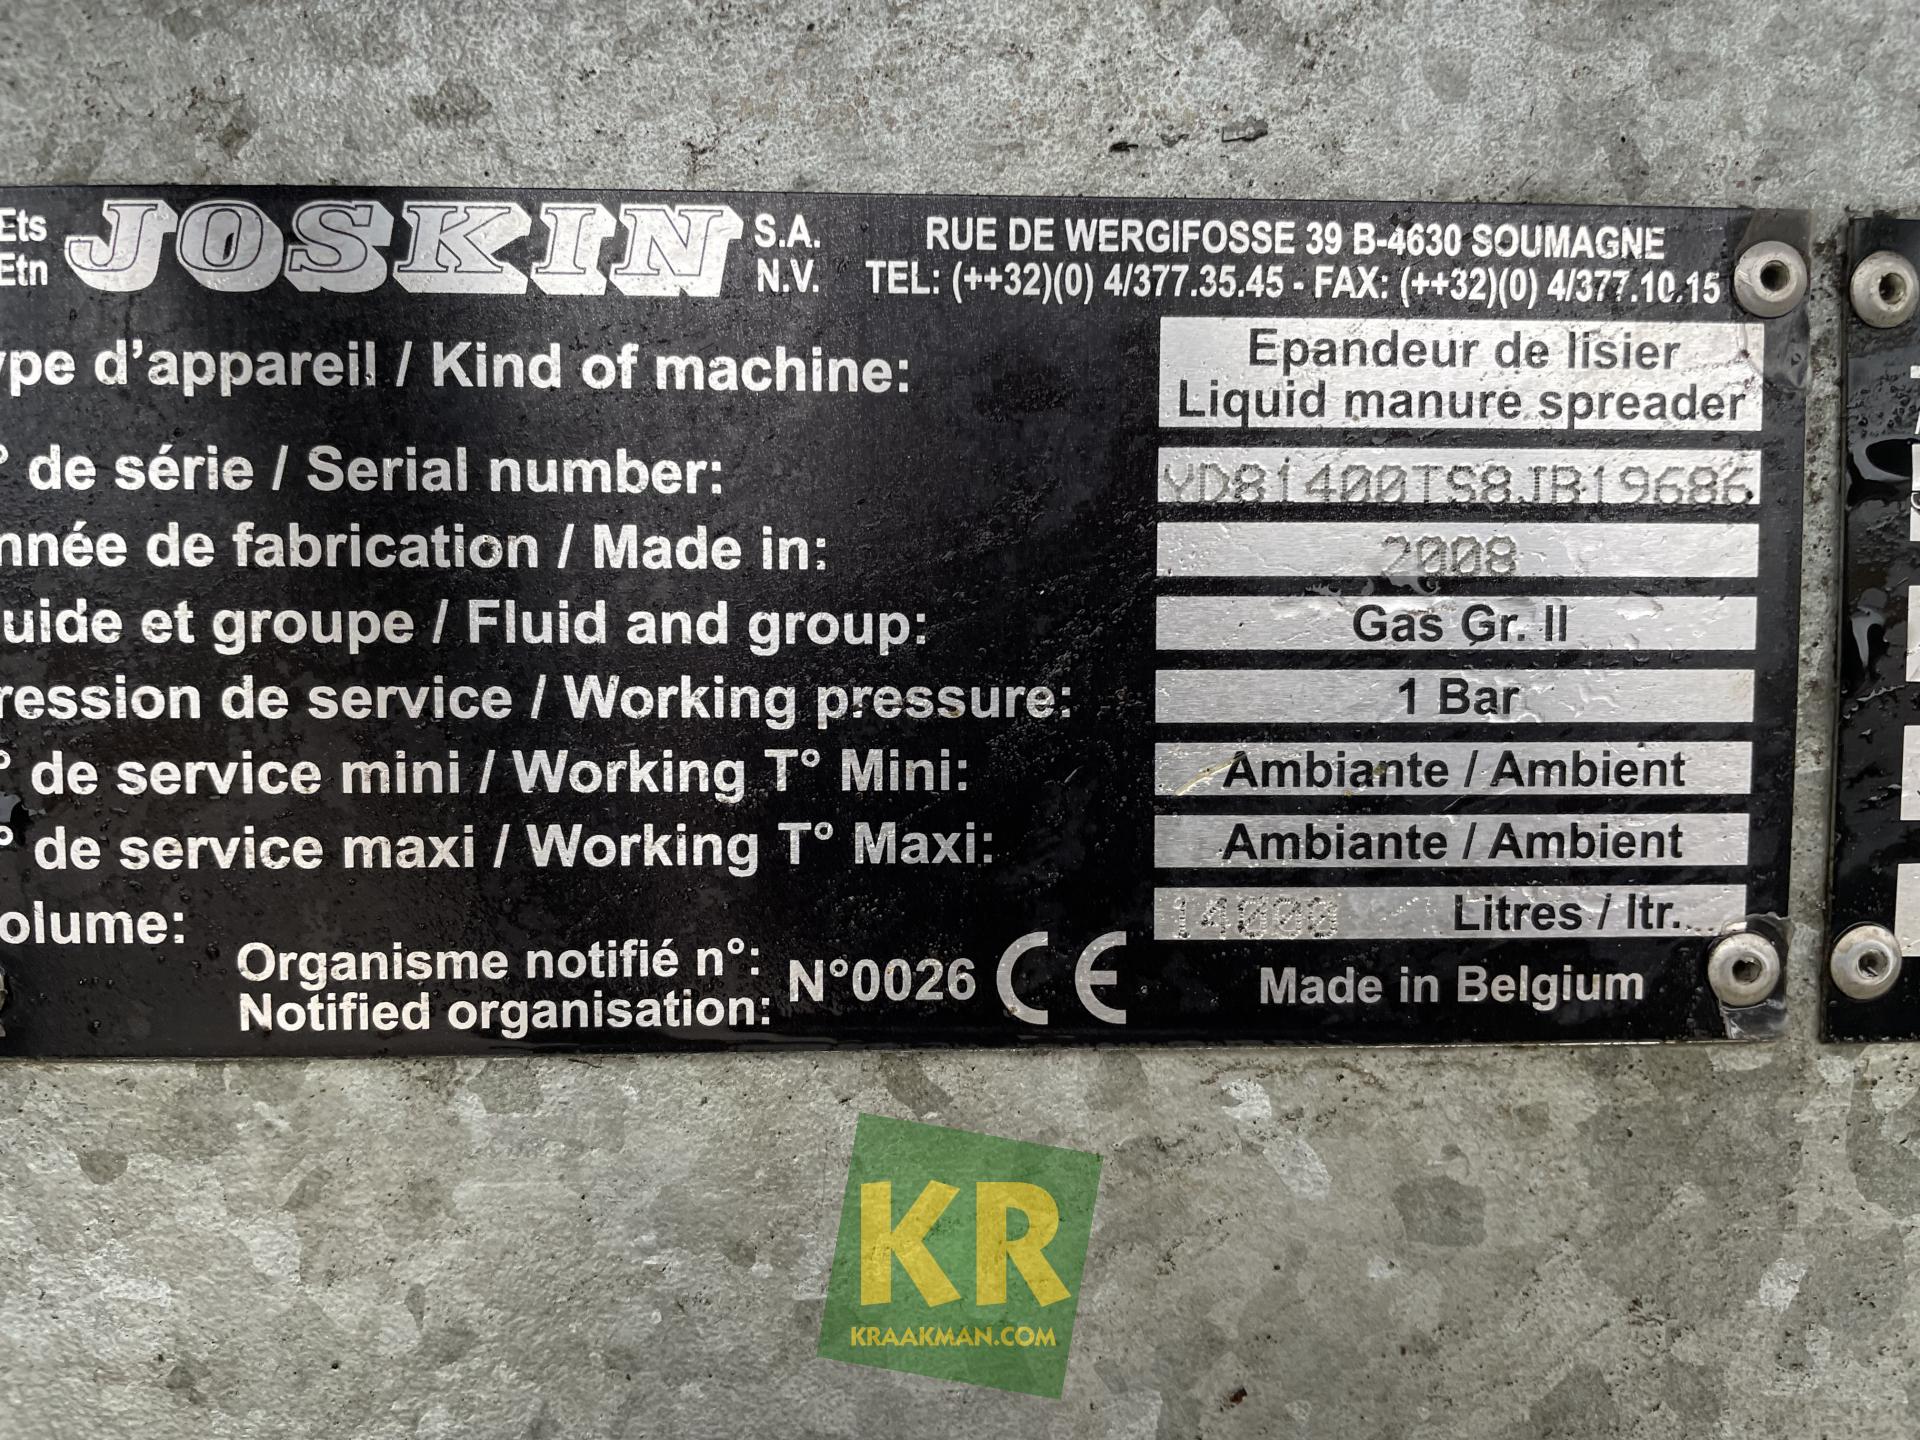 Ets JOSKIN S.A. RUE DE WERGIFOSSE 39 B-4630 SOUMAGNE
Etn N.V. TEL: (++32)(0) 4/377.35.45 - FAX: (++32)(0) 4/377.10.15
ype d'appareil / Kind of machine: Epandeur de lisier
Liquid manure spreader
° de série / Serial number: YD81400TS8JB19686
nnée de fabrication / Made in: 2008
uide et groupe / Fluid and group: Gas Gr. II
ression de service / Working pressure: 1 Bar
° de service mini / Working T° Mini: Ambiante / Ambient
° de service maxi / Working T° Maxi: Ambiante / Ambient
olume: 14000 Litres / ltr.
Organisme notifié n°: N°0026 CE Made in Belgium
Notified organisation:
KR
KRAAKMAN.COM